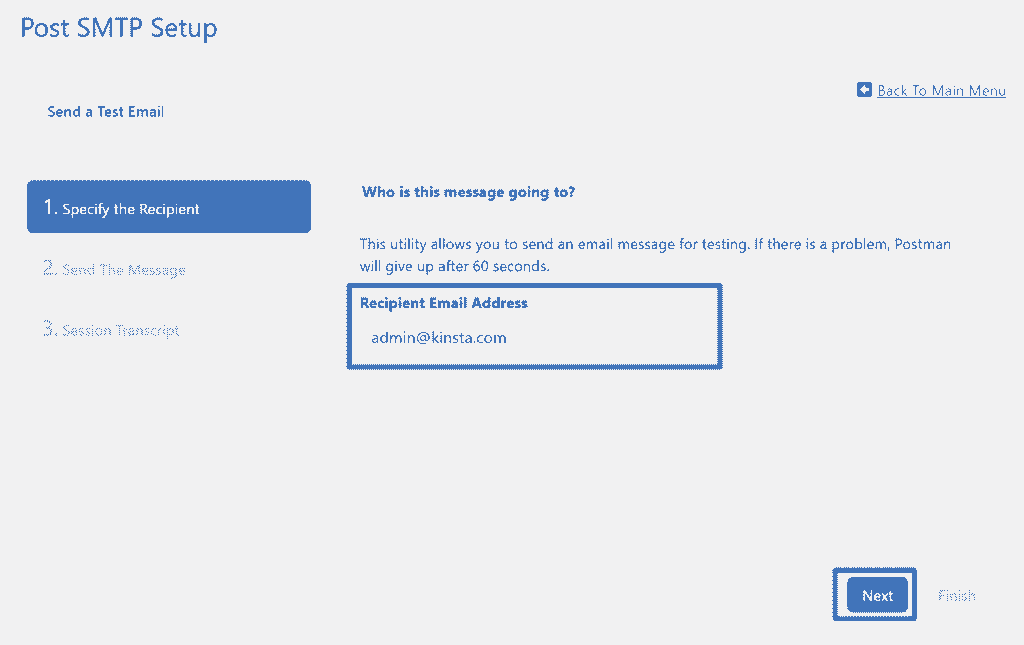 Post SMTP Setup
Back To Main Menu
Send a Test Email
1. Specify the Recipient
2. Send The Message
3. Session Transcript
Who is this message going to?
This utility allows you to send an email message for testing. If there is a problem, Postman
will give up after 60 seconds.
Recipient Email Address
admin@kinsta.com
Next
Finish